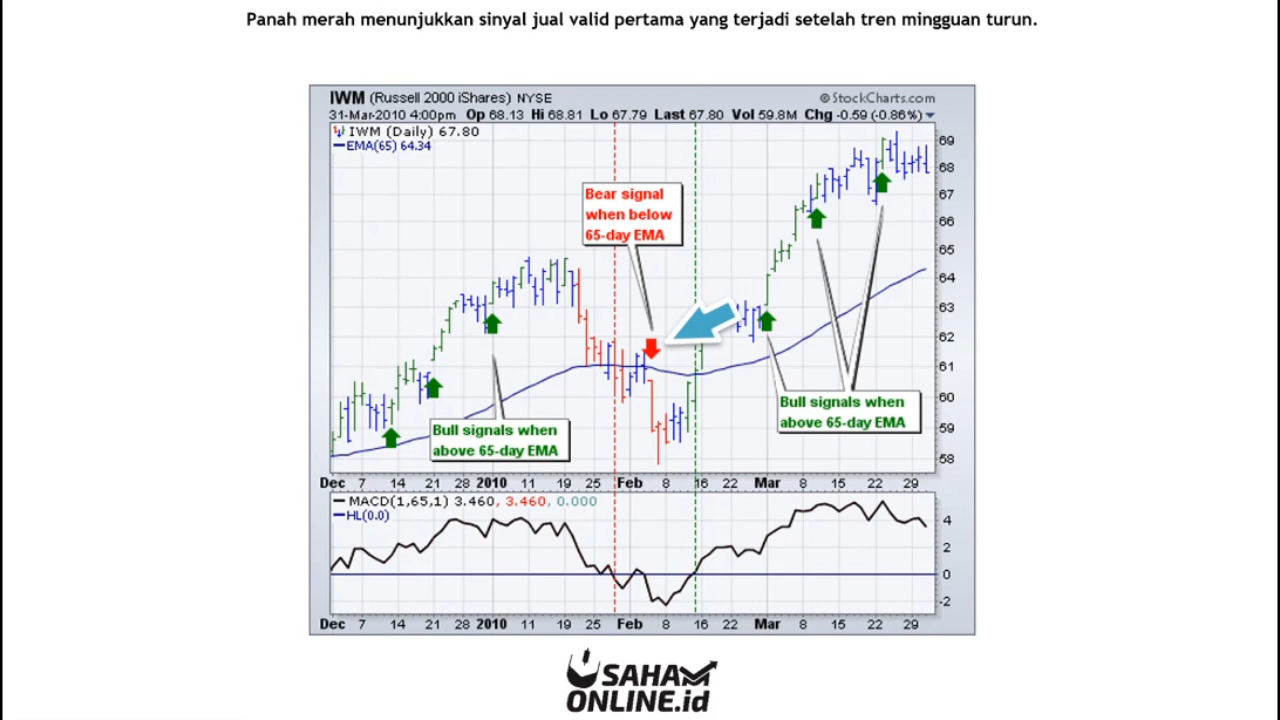 Panah merah menunjukkan sinyal jual valid pertama yang terjadi setelah tren mingguan turun.
IWM (Russell 2000 iShares) NYSE
© StockCharts.com
31-Mar-2010 4:00pm Op 68.13 Hi 68.81 Lo 67.79 Last 67.80 Vol 59.8M Chg -0.59 (-0.86%)
IWM (Daily) 67.80
EMA(65) 64.34
69
68
67
66
65
64
63
62
61
60
59
58
Bear signal
when below
65-day EMA
Bull signals when
above 65-day EMA
Bull signals when
above 65-day EMA
Dec 7 14 21 28 2010 11 19 25 Feb 8 16 22 Mar 8 15 22 29
MACD(1,65,1) 3.460, 3.460, 0.000
HL(0.0)
4
2
0
-2
Dec 7 14 21 28 2010 11 19 25 Feb 8 16 22 Mar 8 15 22 29
SAHAM
ONLINE.id